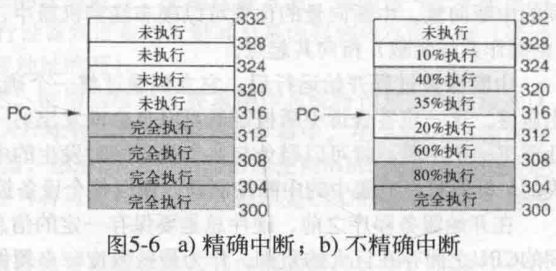 332
未执行
328
未执行
324
未执行
320
未执行
PC
316
完全执行
312
完全执行
308
完全执行
304
完全执行
300
332
未执行
328
10%执行
324
40%执行
320
35%执行
PC
316
20%执行
312
60%执行
308
80%执行
304
完全执行
300
图5-6 a) 精确中断；b) 不精确中断